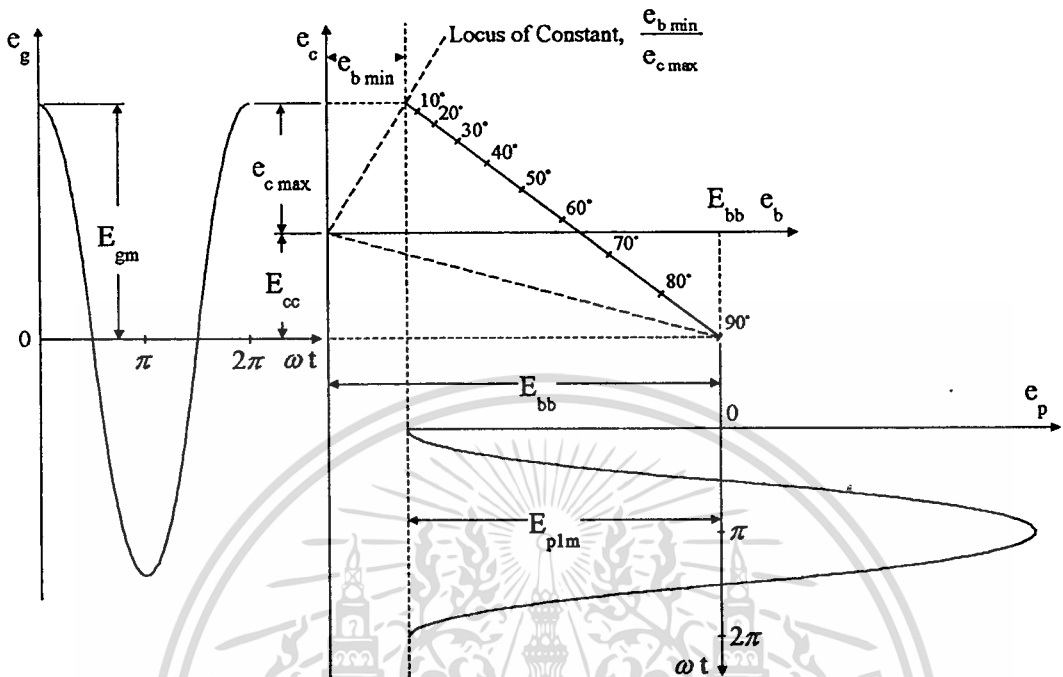 e_g
e_c
e_b min
Locus of Constant, e_b min / e_c max
10°
20°
30°
40°
50°
60°
70°
80°
90°
E_gm
e_c max
E_cc
E_bb e_b
0
π
2π
ωt
E_bb
0
e_p
E_p1m
π
2π
ωt